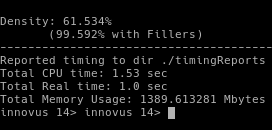 Density: 61.534%
(99.592% with Fillers)
------------------------------------------------
Reported timing to dir ./timingReports
Total CPU time: 1.53 sec
Total Real time: 1.0 sec
Total Memory Usage: 1389.613281 Mbytes
innovus 14> innovus 14>